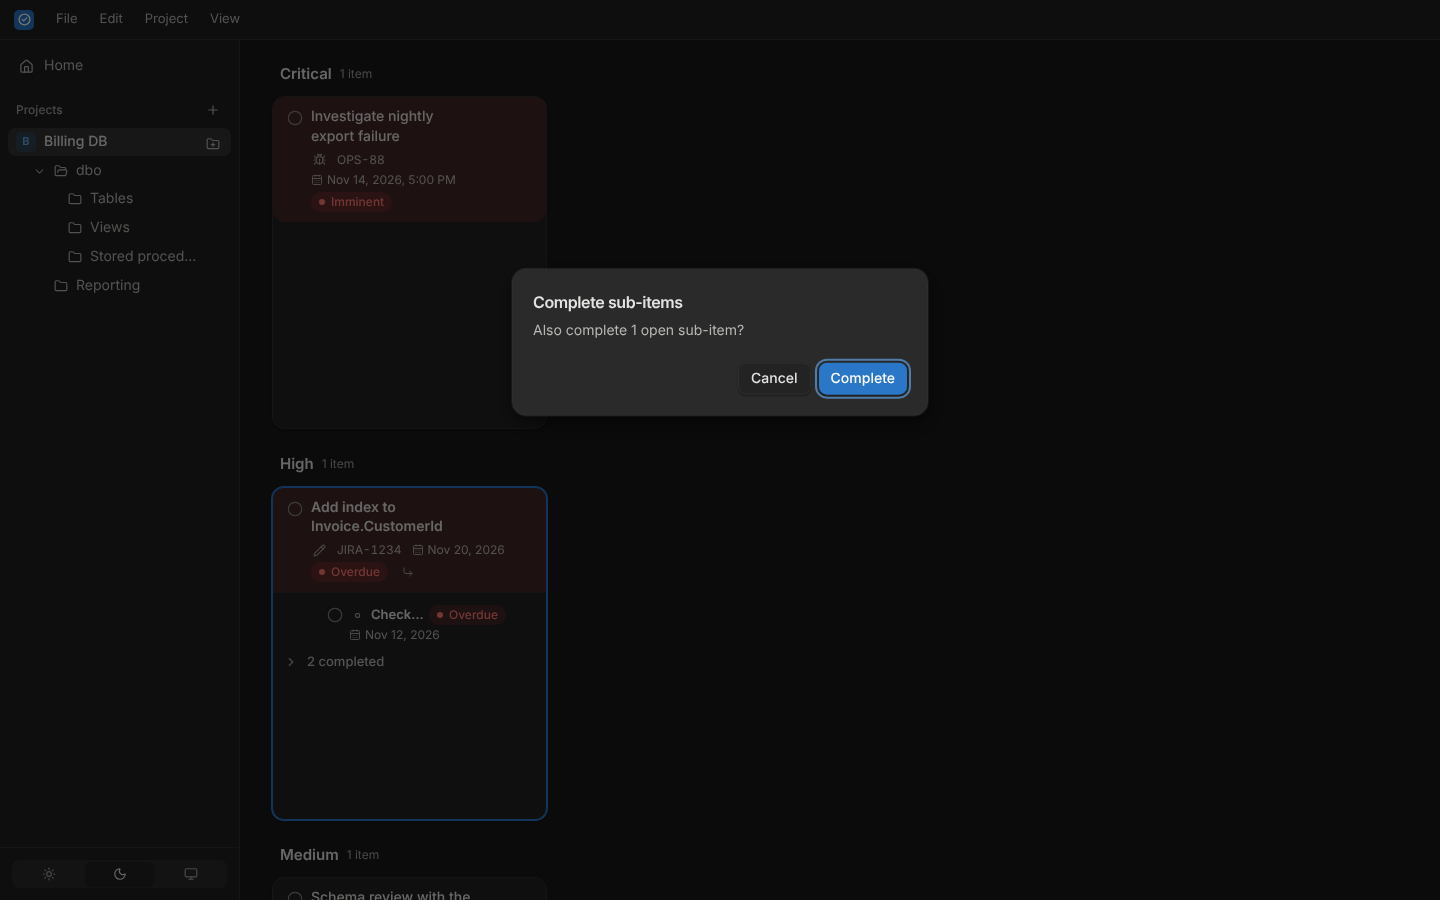 File Edit Project View
Home
Projects
B Billing DB
dbo
Tables
Views
Stored proced...
Reporting
Critical 1 item
Investigate nightly
export failure
OPS-88
Nov 14, 2026, 5:00 PM
Imminent
Complete sub-items
Also complete 1 open sub-item?
Cancel Complete
High 1 item
Add index to
Invoice.CustomerId
JIRA-1234 Nov 20, 2026
Overdue
Check... Overdue
Nov 12, 2026
2 completed
Medium 1 item
Schema review with the